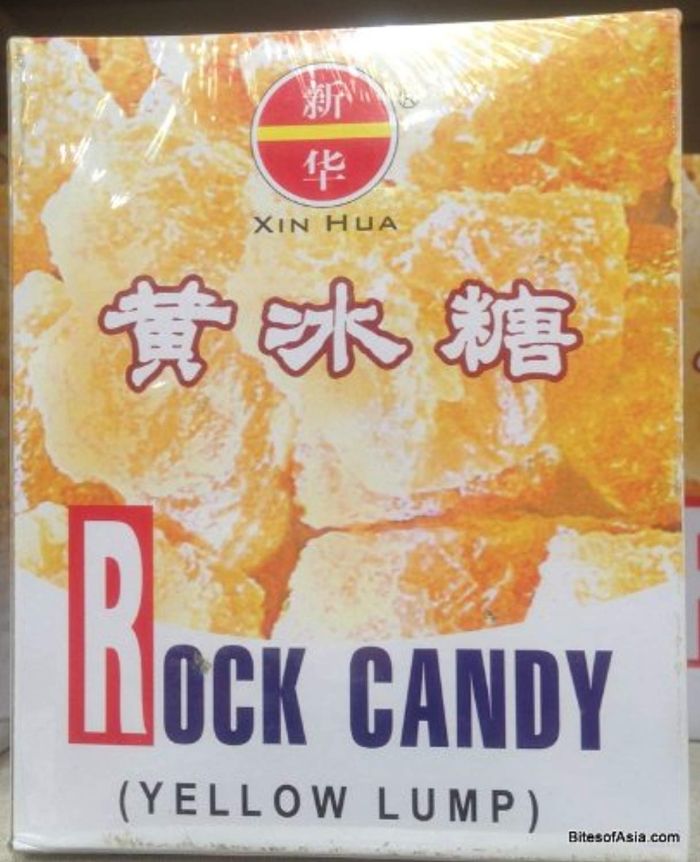 新
华
®
XIN HUA
黄冰糖
ROCK CANDY
(YELLOW LUMP)
BitesofAsia.com